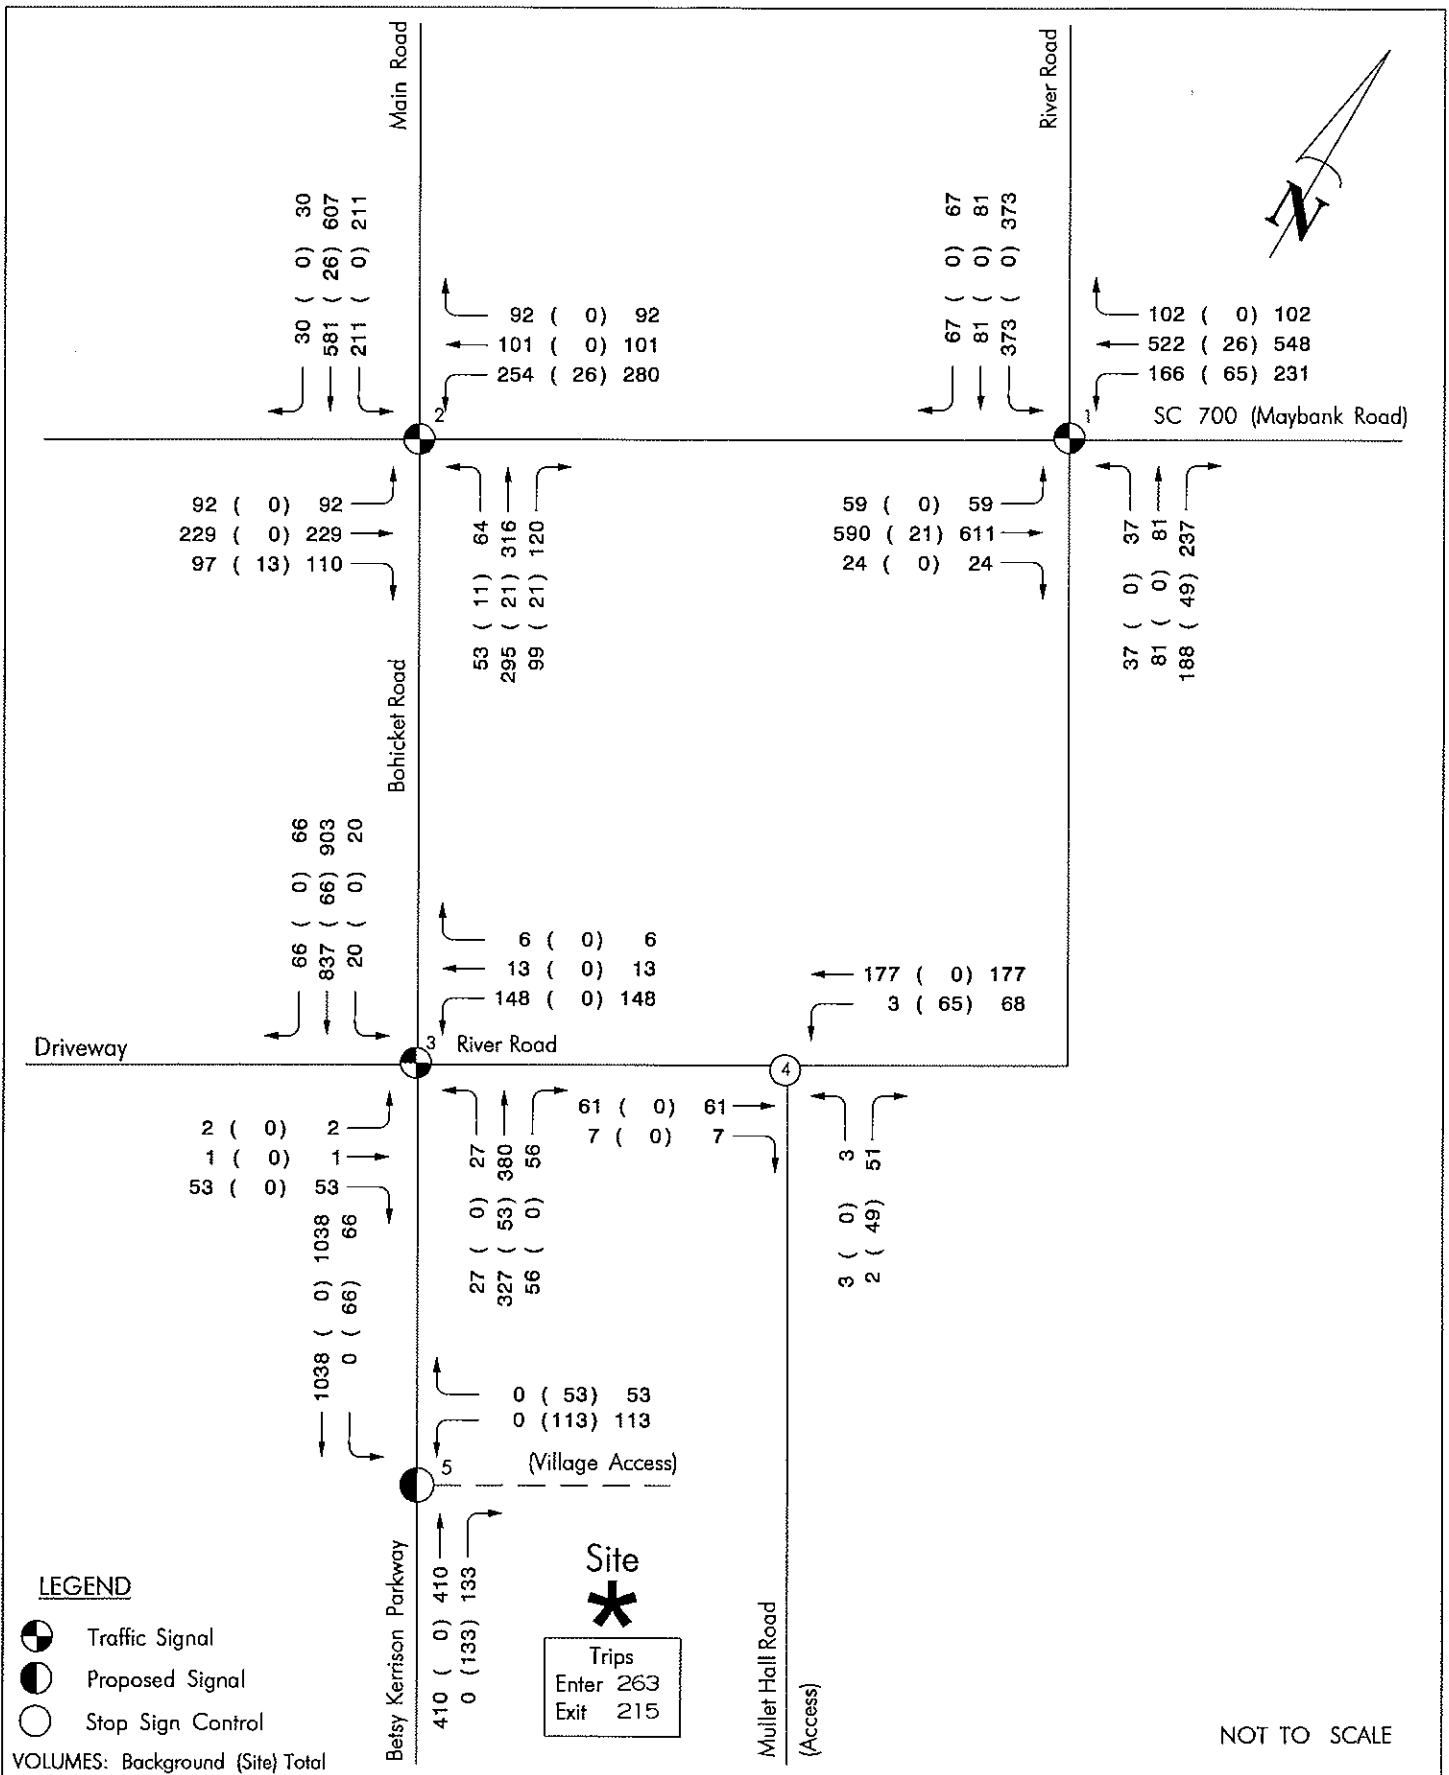 Main Road
River Road
N
30 ( 0) 30
581 ( 26) 607
211 ( 0) 211
92 ( 0) 92
101 ( 0) 101
254 ( 26) 280
2
67 ( 0) 67
81 ( 0) 81
373 ( 0) 373
102 ( 0) 102
522 ( 26) 548
166 ( 65) 231
1
SC 700 (Maybank Road)
92 ( 0) 92
229 ( 0) 229
97 ( 13) 110
53 ( 11) 64
295 ( 21) 316
99 ( 21) 120
59 ( 0) 59
590 ( 21) 611
24 ( 0) 24
37 ( 0) 37
81 ( 0) 81
188 ( 49) 237
Bohicket Road
66 ( 0) 66
837 ( 66) 903
20 ( 0) 20
6 ( 0) 6
13 ( 0) 13
148 ( 0) 148
177 ( 0) 177
3 ( 65) 68
Driveway
3
River Road
4
2 ( 0) 2
1 ( 0) 1
53 ( 0) 53
27 ( 0) 27
327 ( 53) 380
56 ( 0) 56
61 ( 0) 61
7 ( 0) 7
3 ( 0) 3
2 ( 49) 51
1038 ( 0) 1038
0 ( 66) 66
0 ( 53) 53
0 (113) 113
5
(Village Access)
Betsy Kerrison Parkway
410 ( 0) 410
0 (133) 133
Site
*
Trips
Enter 263
Exit 215
Mullet Hall Road
(Access)
LEGEND
Traffic Signal
Proposed Signal
Stop Sign Control
VOLUMES: Background (Site) Total
NOT TO SCALE